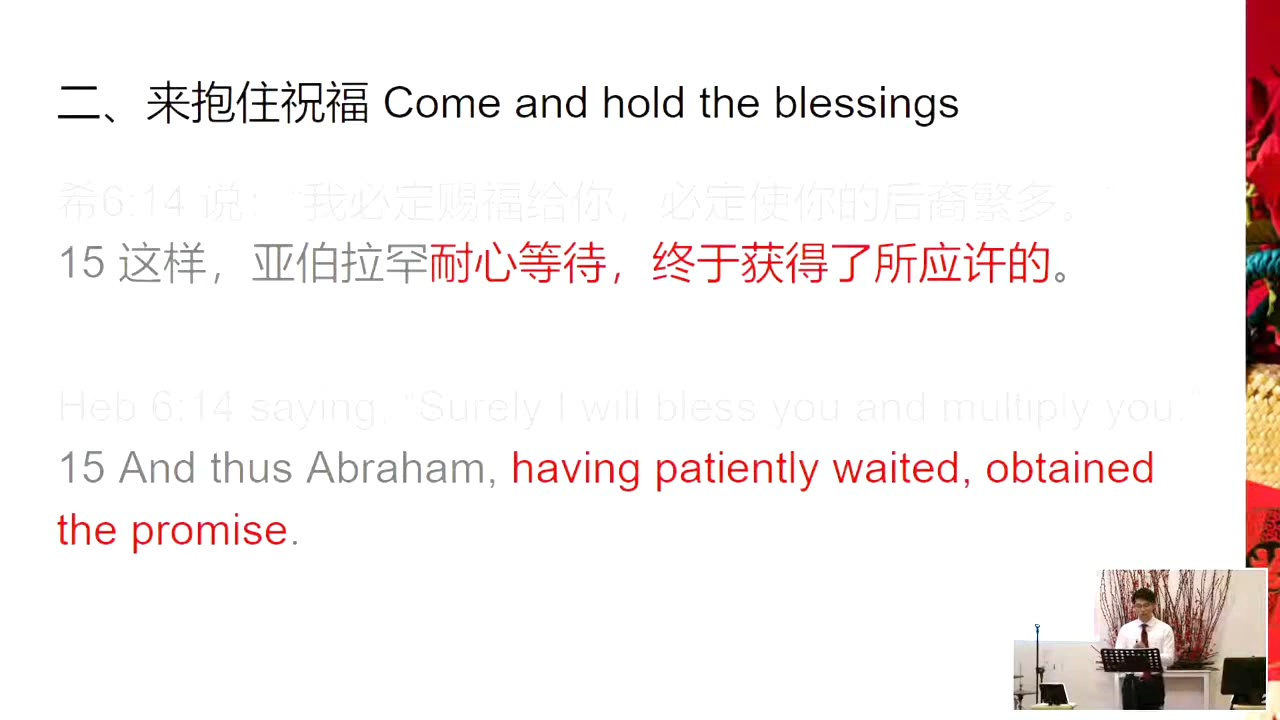 二、来抱住祝福 Come and hold the blessings
希6:14 说：“我必定赐福给你，必定使你的后裔繁多。”
15 这样，亚伯拉罕耐心等待，终于获得了所应许的。
Heb 6:14 saying, “Surely I will bless you and multiply you.”
15 And thus Abraham, having patiently waited, obtained
the promise.